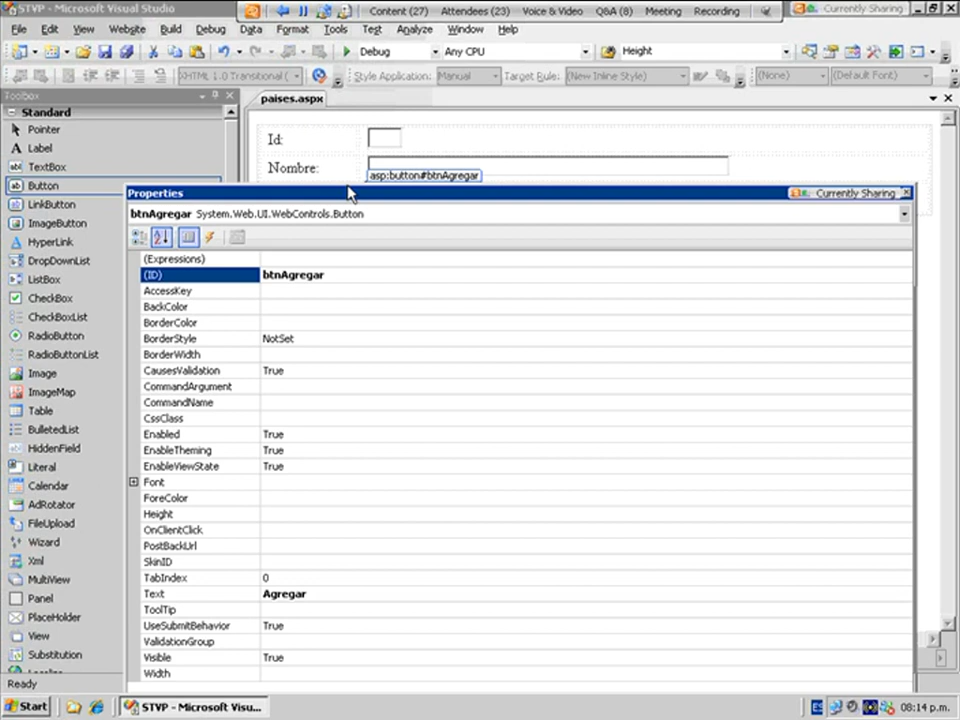 STVP - Microsoft Visual Studio
Content (27) Attendees (23) Voice & Video Q&A (8) Meeting Recording
Currently Sharing
File Edit View Website Build Debug Data Format Tools Test Analyze Window Help
Debug Any CPU Height
XHTML 1.0 Transitional ( Style Application: Manual Target Rule: (New Inline Style) (None) (Default Font)
Toolbox
paises.aspx
Standard
Pointer
Label
TextBox
Button
LinkButton
ImageButton
HyperLink
DropDownList
ListBox
CheckBox
CheckBoxList
RadioButton
RadioButtonList
Image
ImageMap
Table
BulletedList
HiddenField
Literal
Calendar
AdRotator
FileUpload
Wizard
Xml
MultiView
Panel
PlaceHolder
View
Substitution
Id:
Nombre:
asp:button#btnAgregar
Properties
Currently Sharing
btnAgregar System.Web.UI.WebControls.Button
(Expressions)
(ID) btnAgregar
AccessKey
BackColor
BorderColor
BorderStyle NotSet
BorderWidth
CausesValidation True
CommandArgument
CommandName
CssClass
Enabled True
EnableTheming True
EnableViewState True
Font
ForeColor
Height
OnClientClick
PostBackUrl
SkinID
TabIndex 0
Text Agregar
ToolTip
UseSubmitBehavior True
ValidationGroup
Visible True
Width
Ready
Start STVP - Microsoft Visu... ES 08:14 p.m.